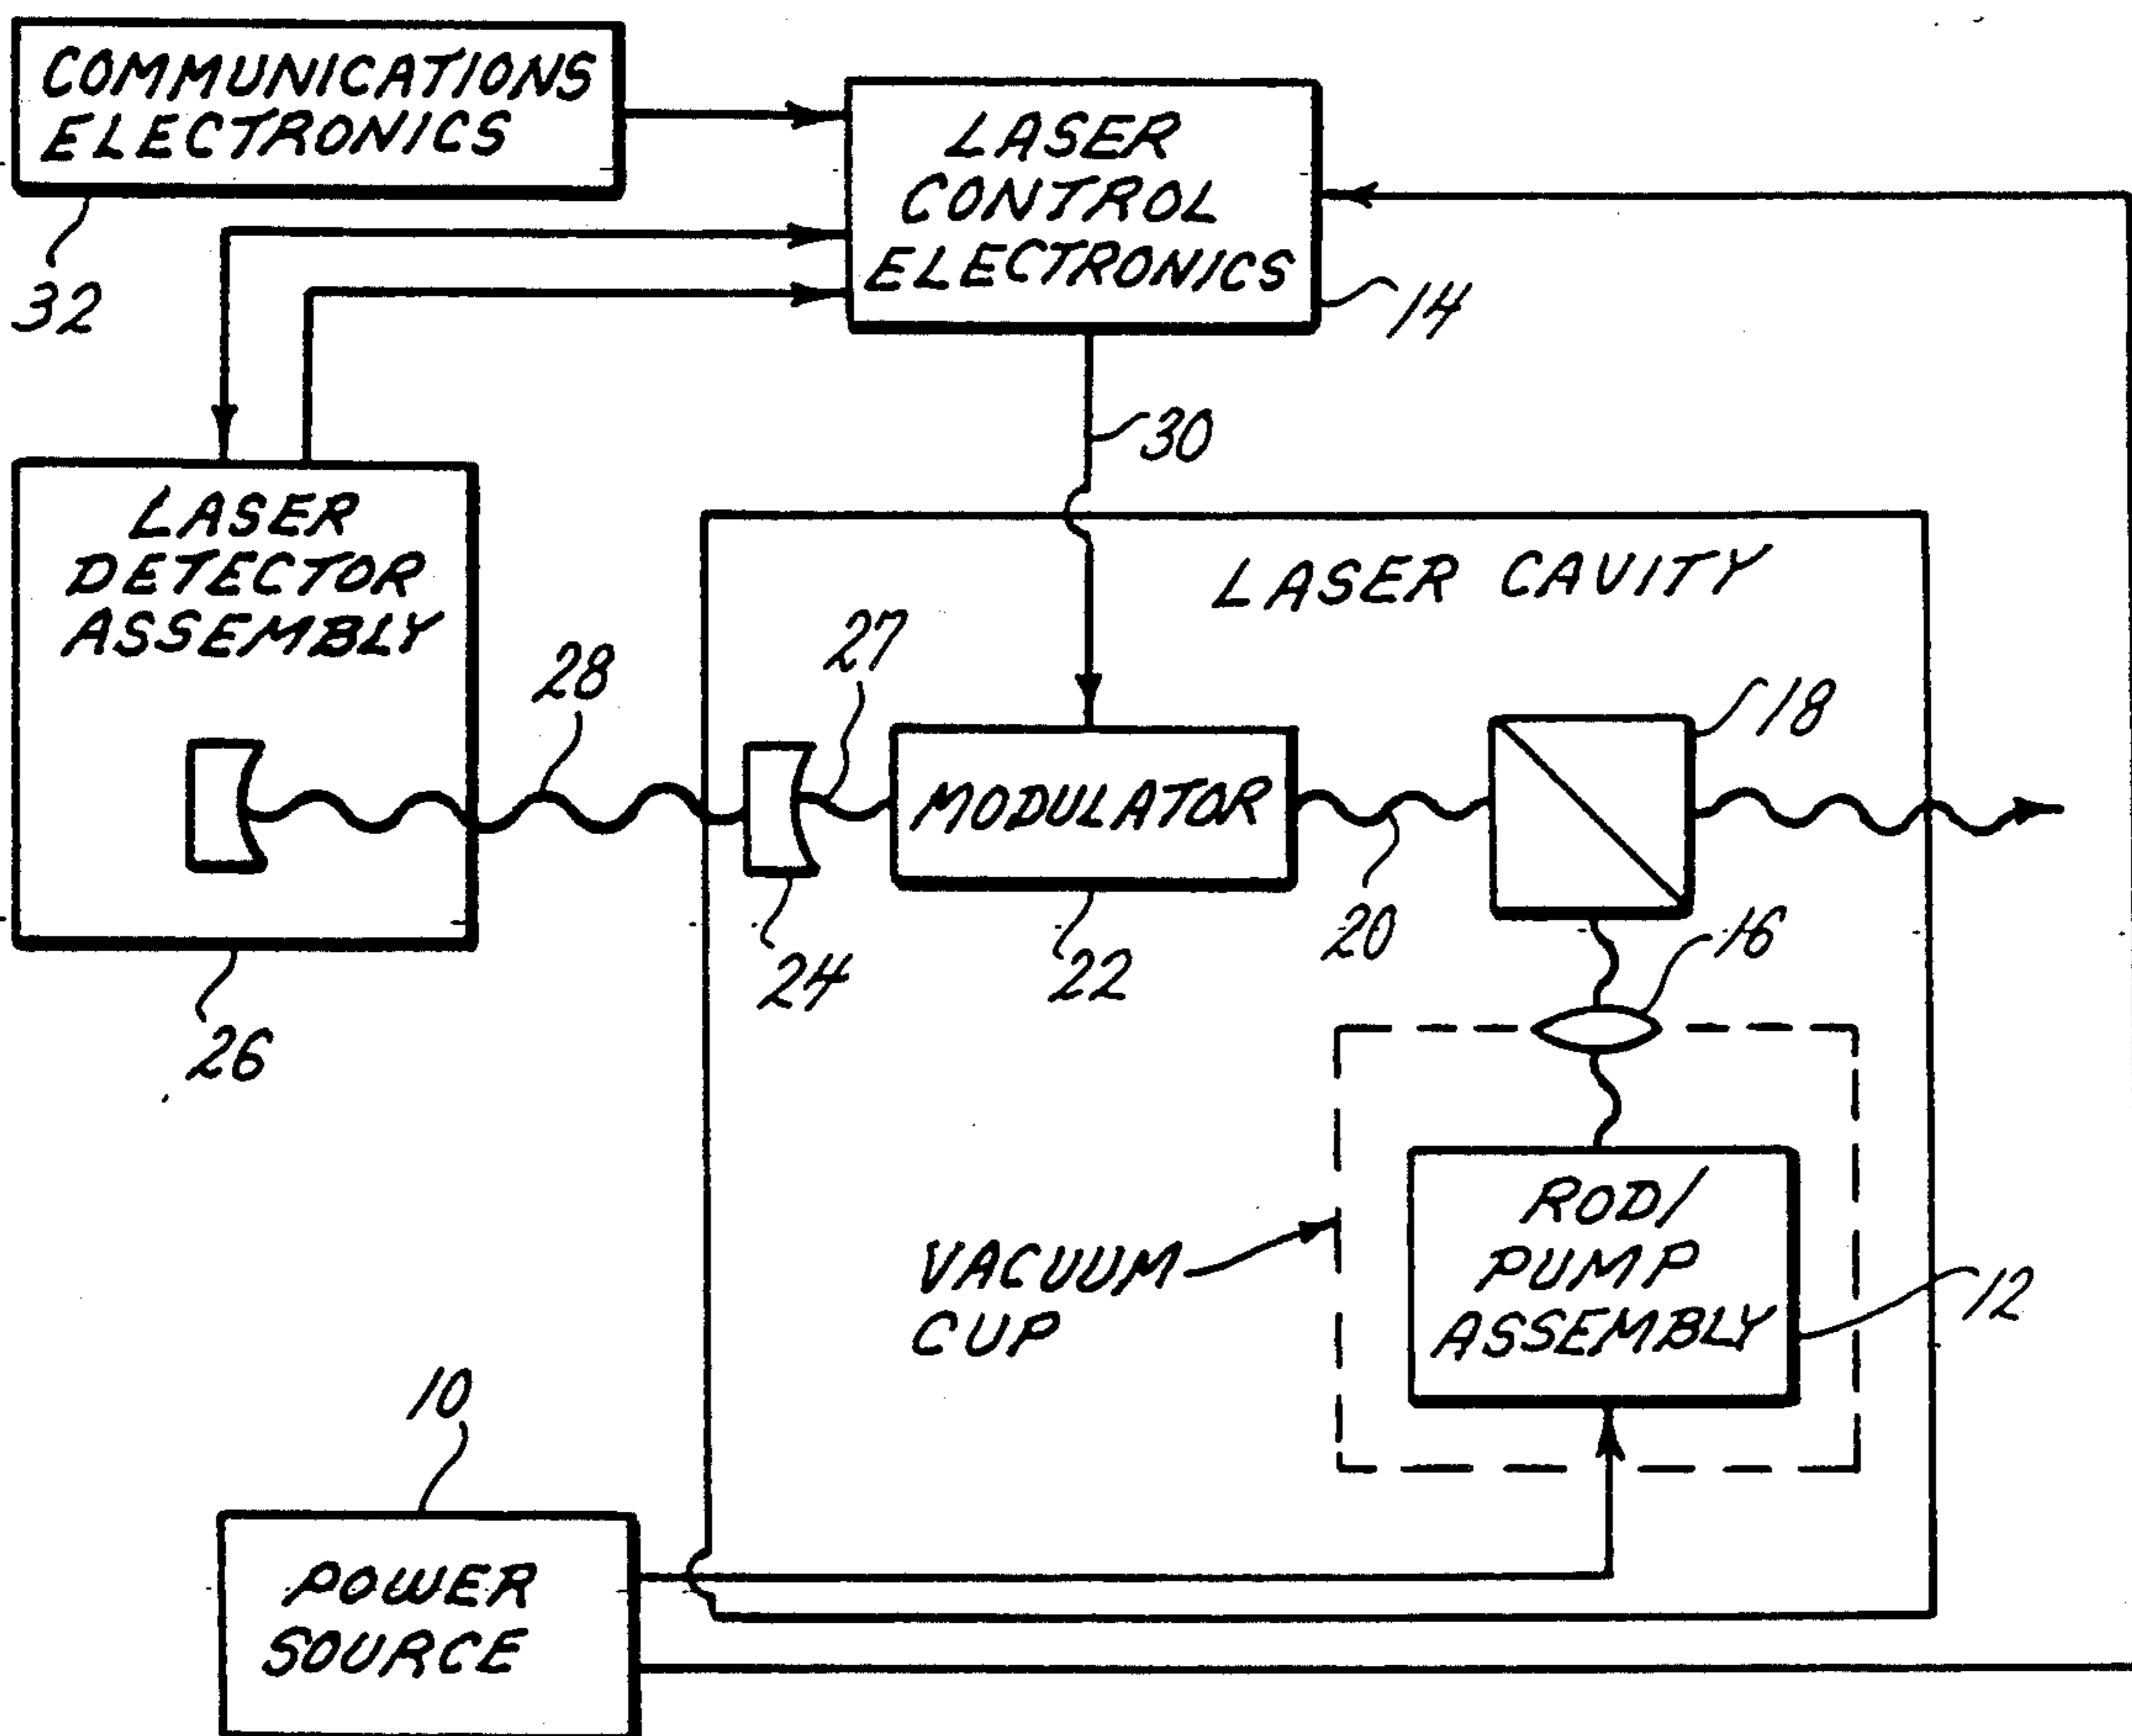 COMMUNICATIONS
ELECTRONICS
32
LASER
CONTROL
ELECTRONICS
14
30
LASER
DETECTOR
ASSEMBLY
26
28
LASER CAVITY
27
24
MODULATOR
22
20
18
16
VACUUM
CUP
ROD/
PUMP
ASSEMBLY
12
10
POWER
SOURCE